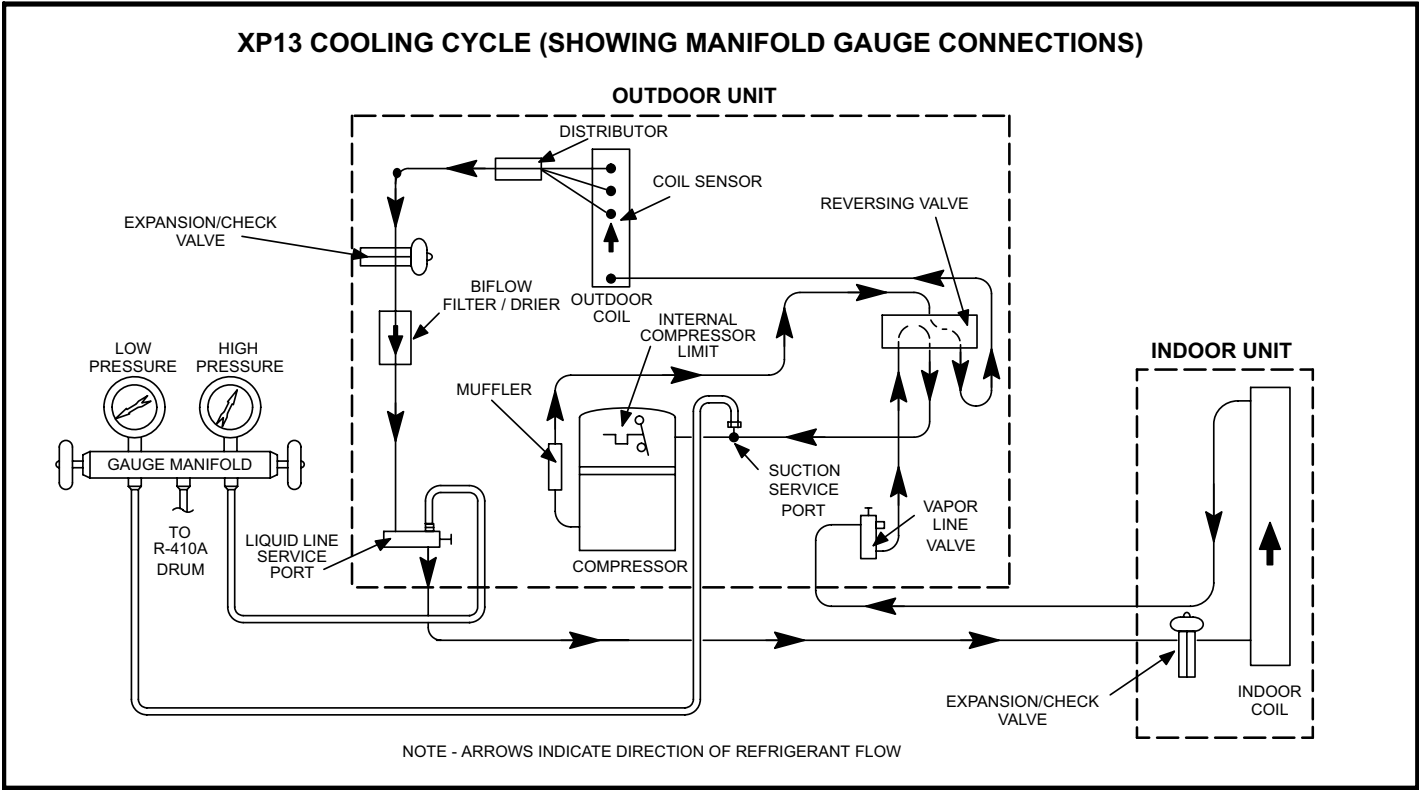 XP13 COOLING CYCLE (SHOWING MANIFOLD GAUGE CONNECTIONS)
OUTDOOR UNIT
DISTRIBUTOR
COIL SENSOR
REVERSING VALVE
EXPANSION/CHECK
VALVE
BIFLOW
FILTER / DRIER
OUTDOOR
COIL
INTERNAL
COMPRESSOR
LIMIT
LOW
PRESSURE
HIGH
PRESSURE
INDOOR UNIT
MUFFLER
GAUGE MANIFOLD
SUCTION
SERVICE
PORT
VAPOR
LINE
VALVE
TO
R-410A
DRUM
LIQUID LINE
SERVICE
PORT
COMPRESSOR
EXPANSION/CHECK
VALVE
INDOOR
COIL
NOTE - ARROWS INDICATE DIRECTION OF REFRIGERANT FLOW